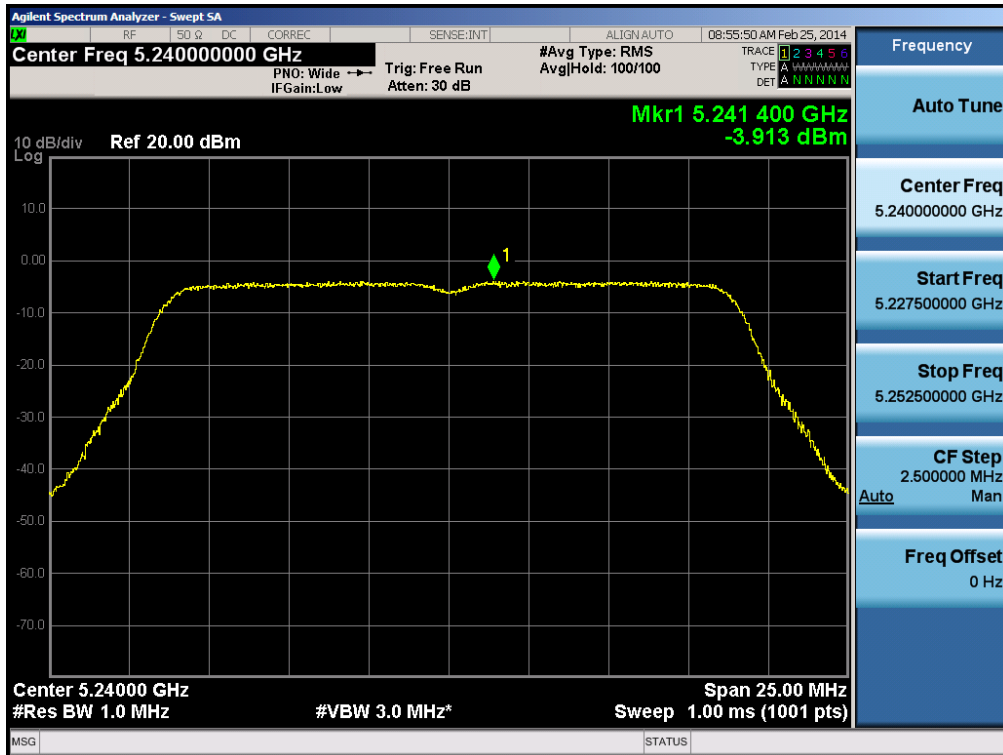 Agilent Spectrum Analyzer - Swept SA
LXI RF 50 Ω DC CORREC SENSE:INT ALIGN AUTO 08:55:50 AM Feb 25, 2014
Center Freq 5.240000000 GHz
PNO: Wide
IFGain:Low
Trig: Free Run
Atten: 30 dB
#Avg Type: RMS
Avg|Hold: 100/100
TRACE 1 2 3 4 5 6
TYPE A WWWWW
DET A N N N N N
Mkr1 5.241 400 GHz
-3.913 dBm
10 dB/div Ref 20.00 dBm
Log
10.0
0.00
-10.0
-20.0
-30.0
-40.0
-50.0
-60.0
-70.0
1
Center 5.24000 GHz Span 25.00 MHz
#Res BW 1.0 MHz #VBW 3.0 MHz* Sweep 1.00 ms (1001 pts)
MSG STATUS
Frequency
Auto Tune
Center Freq
5.240000000 GHz
Start Freq
5.227500000 GHz
Stop Freq
5.252500000 GHz
CF Step
2.500000 MHz
Auto Man
Freq Offset
0 Hz